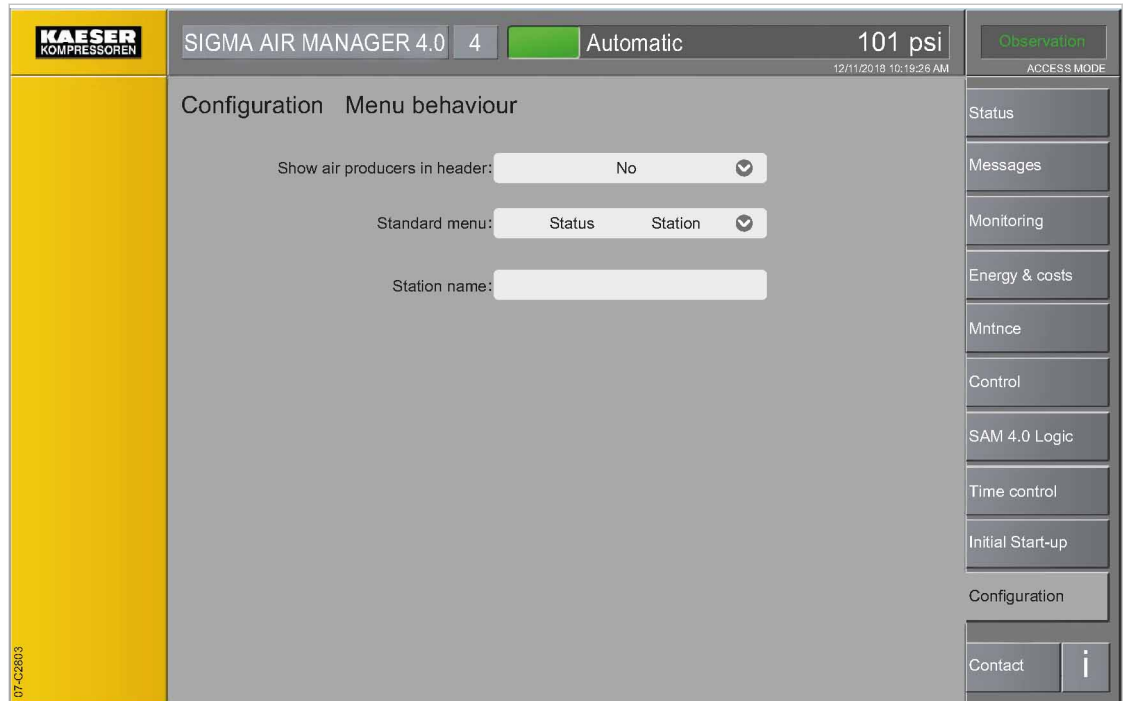 KAESER
KOMPRESSOREN
SIGMA AIR MANAGER 4.0 4 Automatic 101 psi
12/11/2018 10:19:26 AM
Observation
ACCESS MODE
Configuration Menu behaviour
Show air producers in header: No
Standard menu: Status Station
Station name:
Status
Messages
Monitoring
Energy & costs
Mntnce
Control
SAM 4.0 Logic
Time control
Initial Start-up
Configuration
Contact i
07-C2803